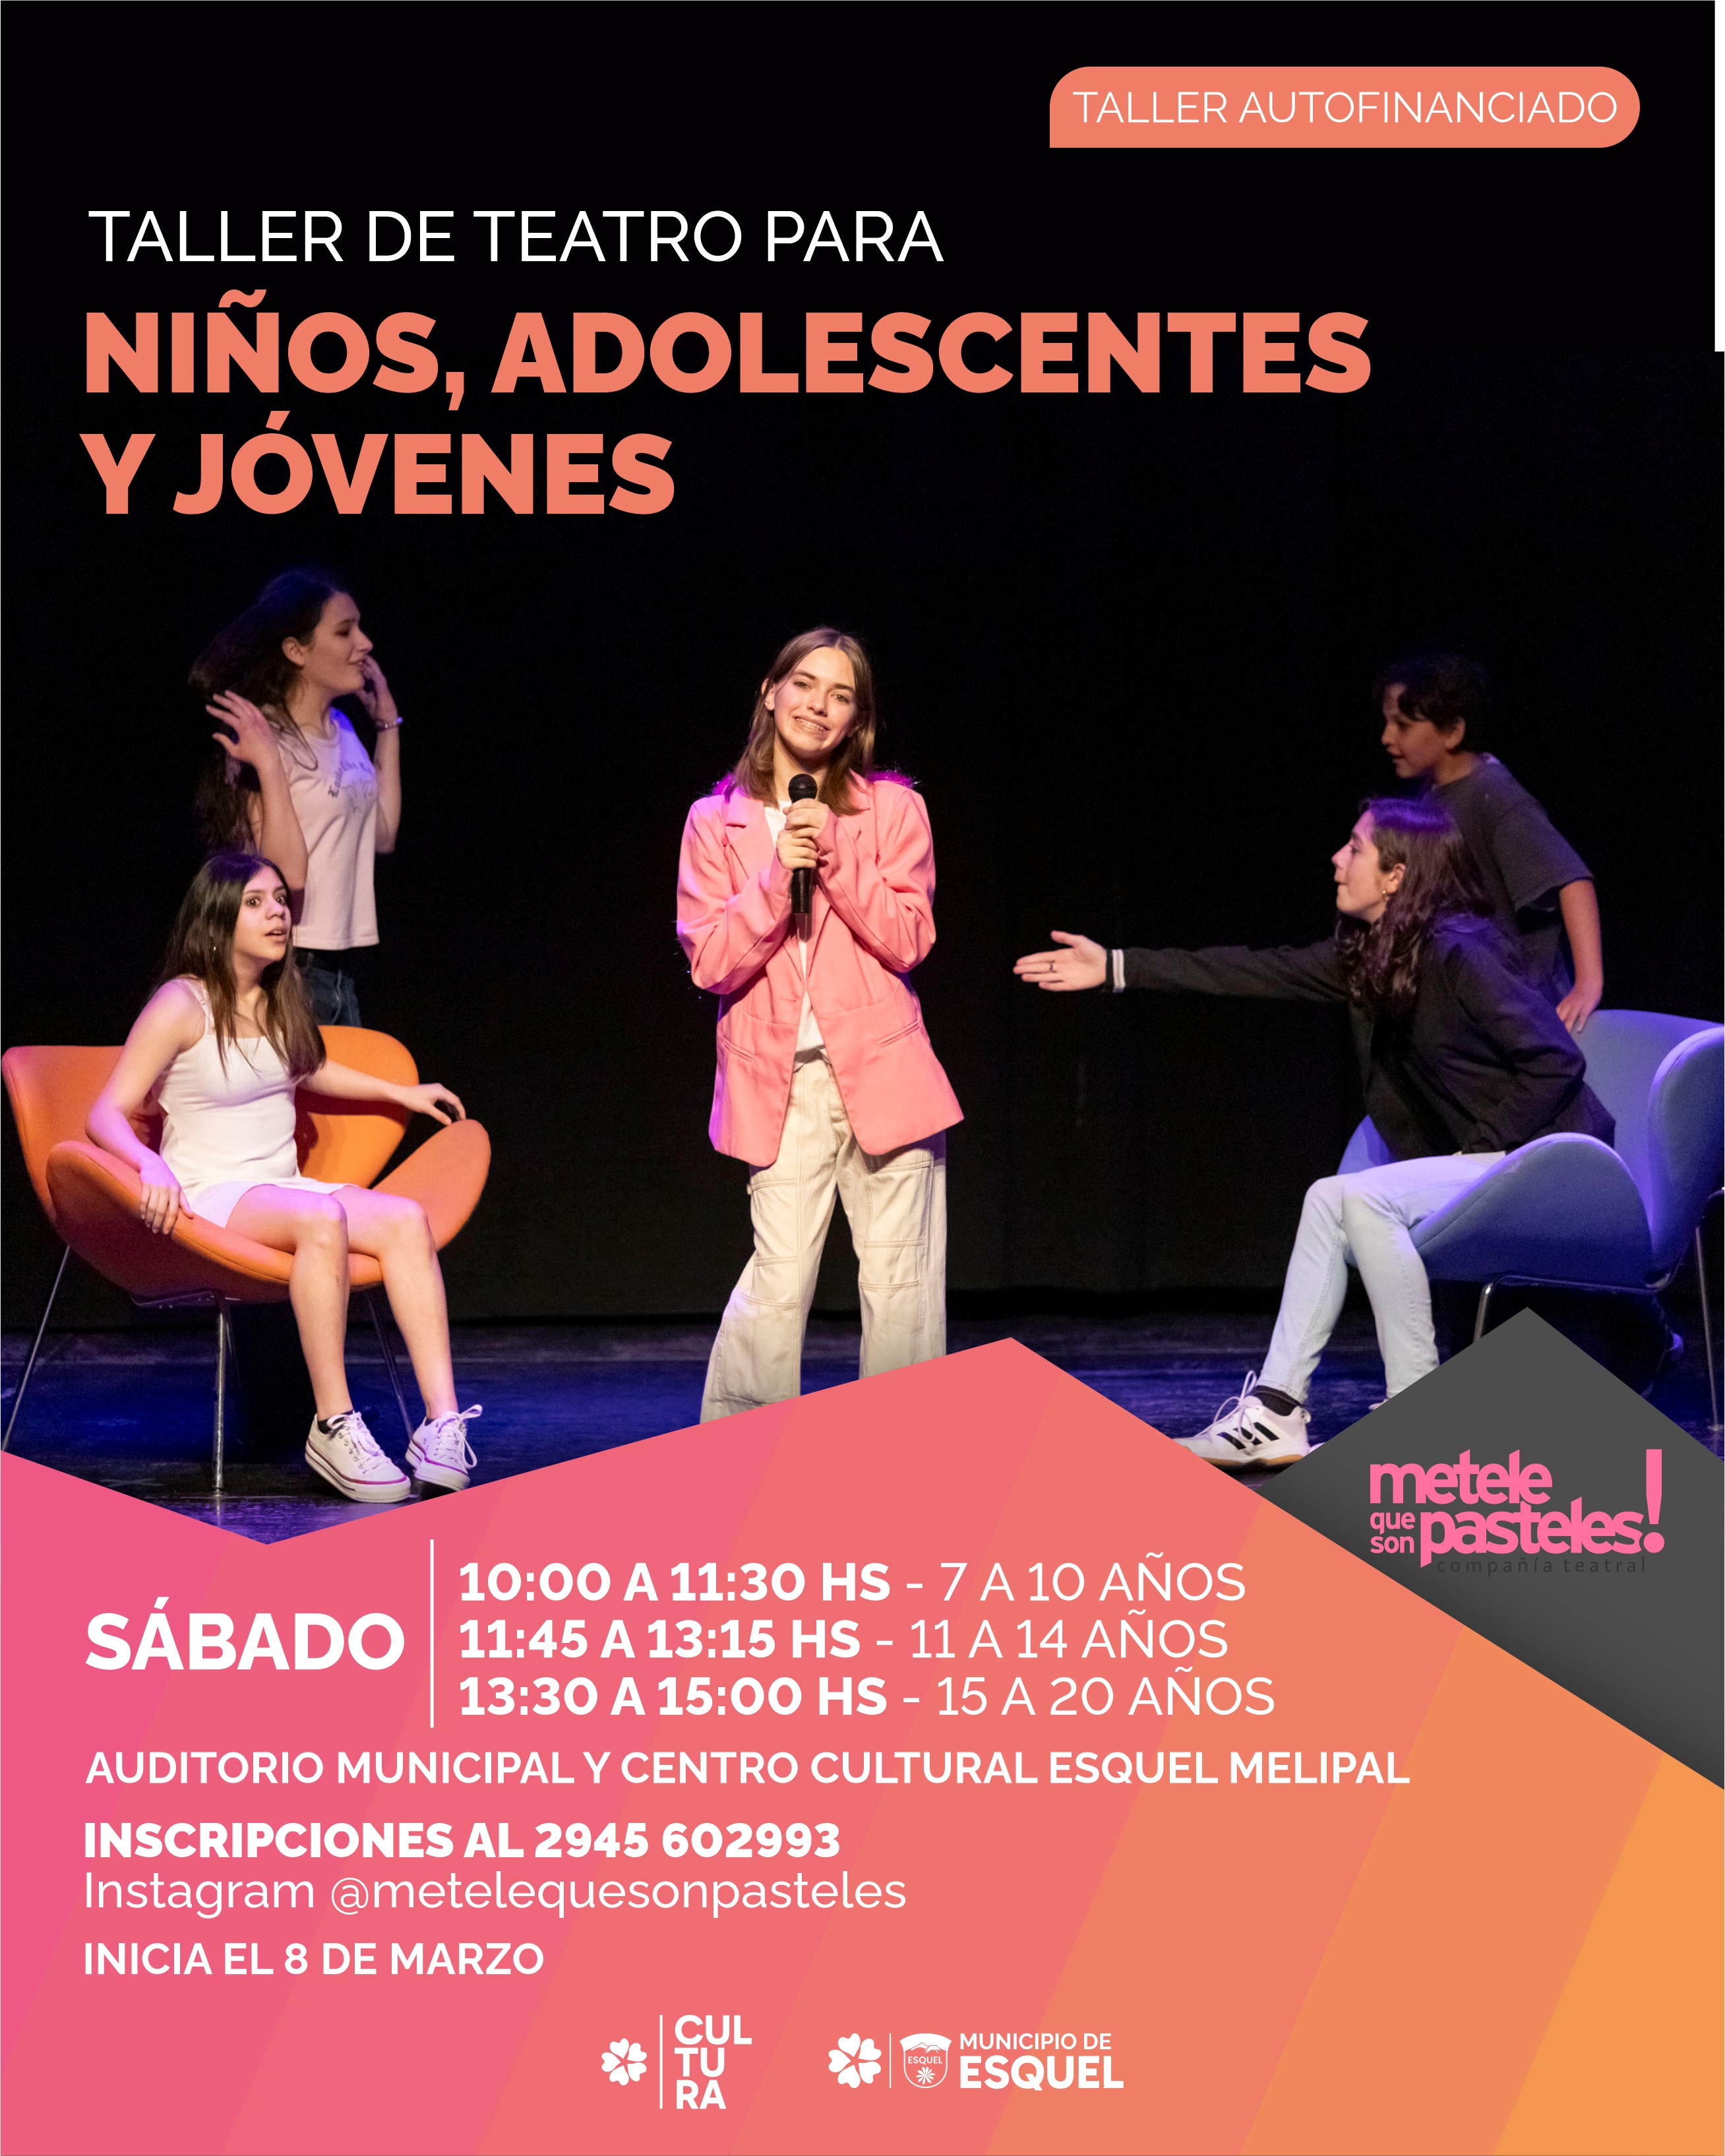 TALLER AUTOFINANCIADO
TALLER DE TEATRO PARA
NIÑOS, ADOLESCENTES
Y JÓVENES
metele
que son pasteles!
compañía teatral
SÁBADO
10:00 A 11:30 HS - 7 A 10 AÑOS
11:45 A 13:15 HS - 11 A 14 AÑOS
13:30 A 15:00 HS - 15 A 20 AÑOS
AUDITORIO MUNICIPAL Y CENTRO CULTURAL ESQUEL MELIPAL
INSCRIPCIONES AL 2945 602993
Instagram @metelequesonpasteles
INICIA EL 8 DE MARZO
CUL
TU
RA
ESQUEL
MUNICIPIO DE
ESQUEL